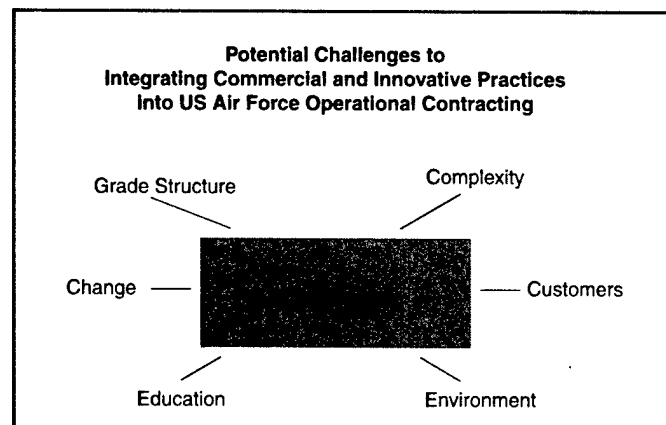 Potential Challenges to
Integrating Commercial and Innovative Practices
into US Air Force Operational Contracting
Grade Structure
Complexity
Change
Customers
Education
Environment